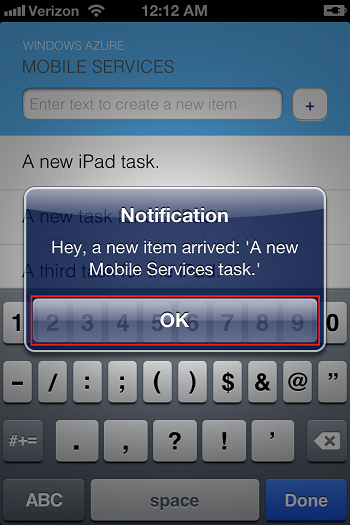 Verizon 12:12 AM
WINDOWS AZURE
MOBILE SERVICES
Enter text to create a new item +
A new iPad task.
Notification
A new task
Hey, a new item arrived: 'A new
Mobile Services task.'
A third task
OK
1 2 3 4 5 6 7 8 9 0
- / : ; ( ) $ & @ "
#+= . , ? ! '
ABC space Done